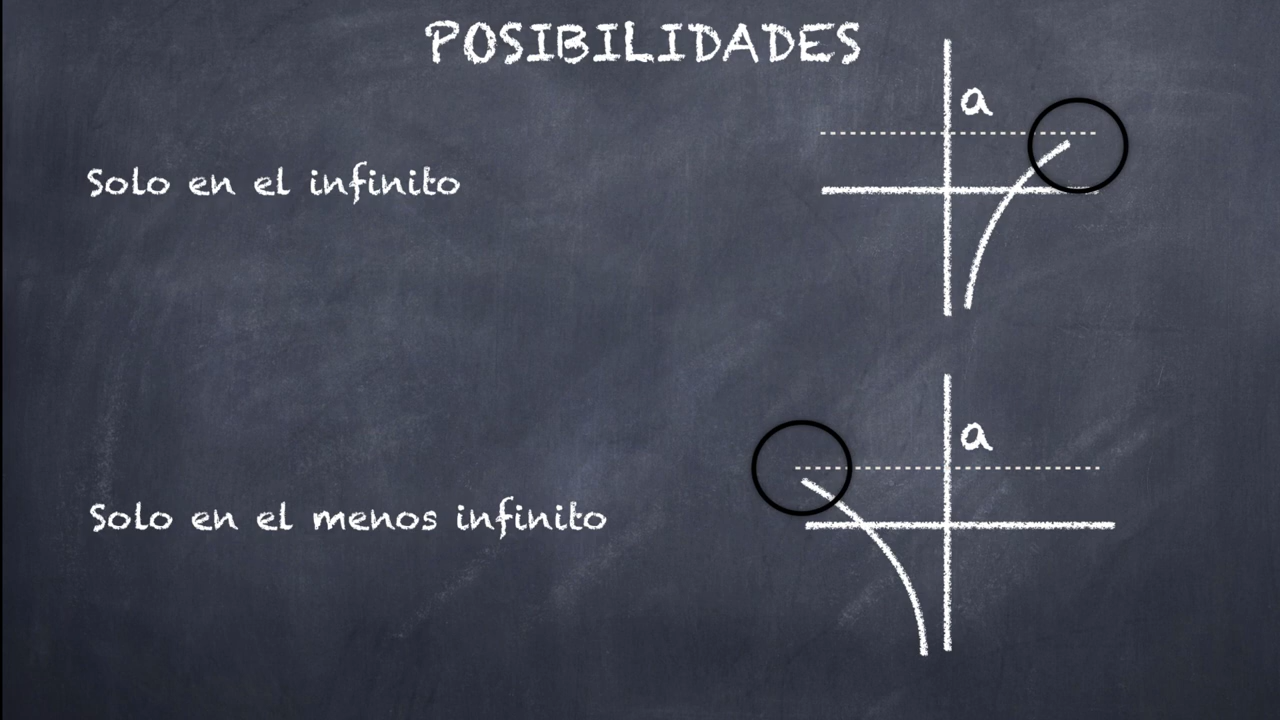 POSIBILIDADES
a
Solo en el infinito
a
Solo en el menos infinito